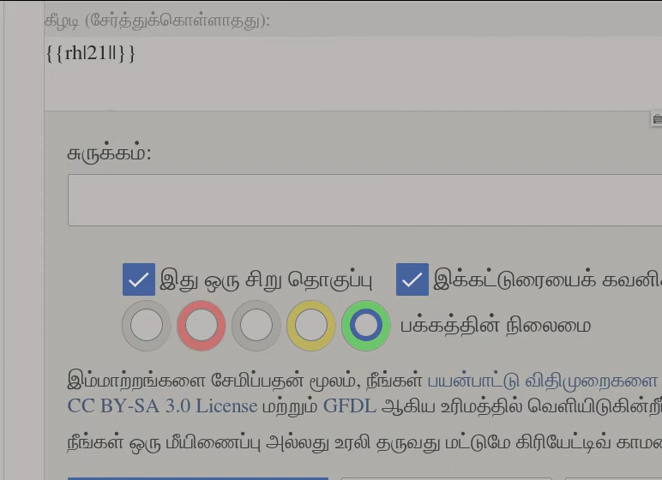 கீழடி (சேர்த்துக்கொள்ளாதது):
{{rh|21||}}
சுருக்கம்:
இது ஒரு சிறு தொகுப்பு இக்கட்டுரையைக்
பக்கத்தின் நிலைமை
இம்மாற்றங்களை சேமிப்பதன் மூலம், நீங்கள் பயன்பாட்டு விதிமுறைகளை
CC BY-SA 3.0 License மற்றும் GFDL ஆகிய உரிமத்தில்
நீங்கள் ஒரு மீயிணைப்பு அல்லது உரலி தருவது மட்டுமே கிரியேட்டிவ்